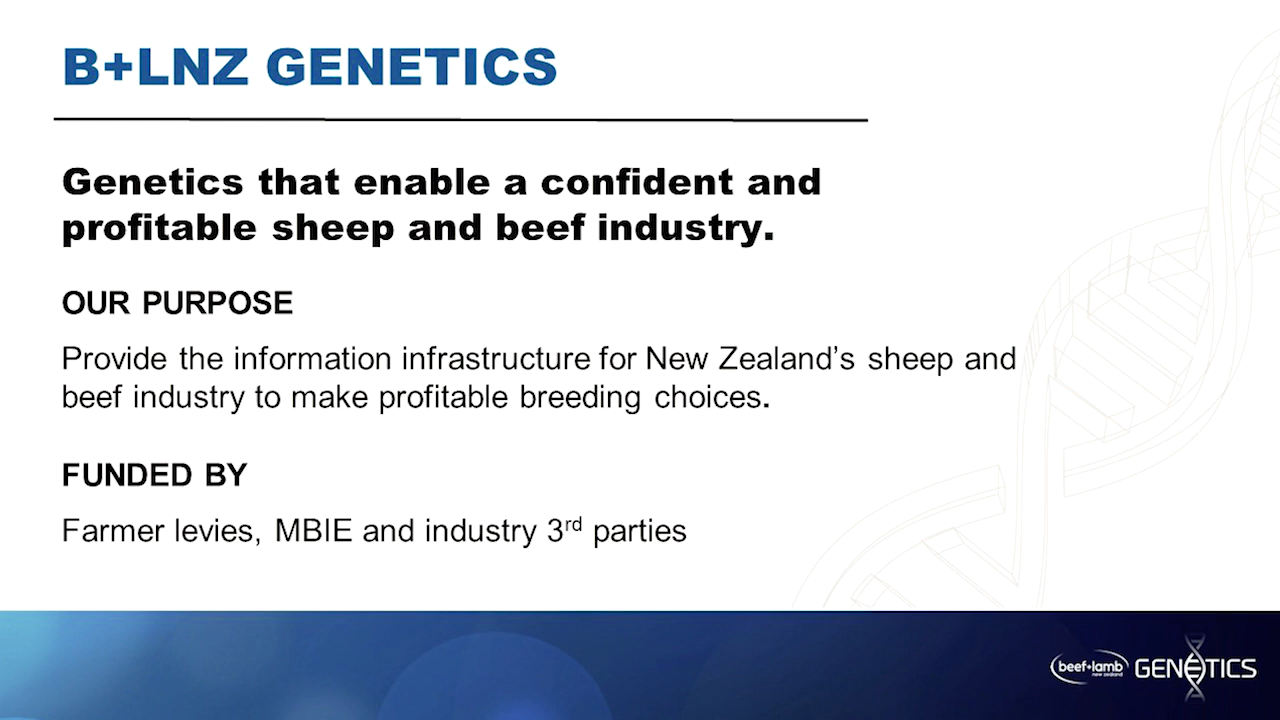 B+LNZ GENETICS
Genetics that enable a confident and
profitable sheep and beef industry.
OUR PURPOSE
Provide the information infrastructure for New Zealand’s sheep and
beef industry to make profitable breeding choices.
FUNDED BY
Farmer levies, MBIE and industry 3rd parties
beef+lamb
new zealand
GENETICS